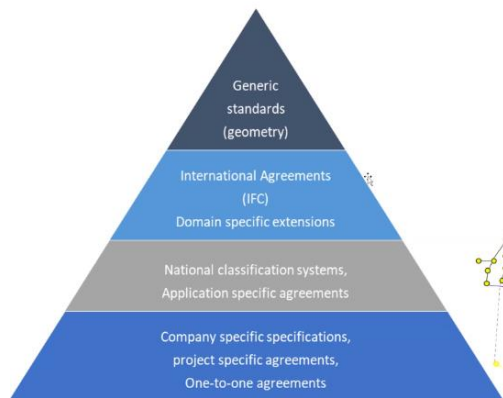 Generic
standards
(geometry)
International Agreements
(IFC)
Domain specific extensions
National classification systems,
Application specific agreements
Company specific specifications,
project specific agreements,
One-to-one agreements